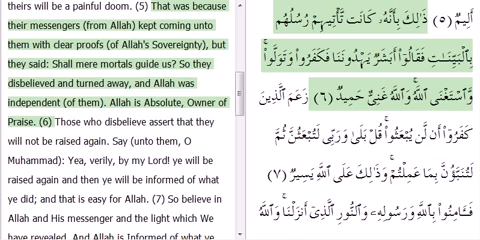 theirs will be a painful doom. (5) That was because
their messengers (from Allah) kept coming unto
them with clear proofs (of Allah's Sovereignty), but
they said: Shall mere mortals guide us? So they
disbelieved and turned away, and Allah was
independent (of them). Allah is Absolute, Owner of
Praise. (6) Those who disbelieve assert that they
will not be raised again. Say (unto them, O
Muhammad): Yea, verily, by my Lord! ye will be
raised again and then ye will be informed of what
ye did; and that is easy for Allah. (7) So believe in
Allah and His messenger and the light which We
have revealed. And Allah is Informed of what ye
أَلِيمٌ (٥) ذَٰلِكَ بِأَنَّهُۥ كَانَت تَّأْتِيهِمْ رُسُلُهُم
بِٱلْبَيِّنَـٰتِ فَقَالُوٓا۟ أَبَشَرٌ يَهْدُونَنَا فَكَفَرُوا۟ وَتَوَلَّوا۟ ۚ
وَّٱسْتَغْنَى ٱللَّهُ ۚ وَٱللَّهُ غَنِىٌّ حَمِيدٌ (٦) زَعَمَ ٱلَّذِينَ
كَفَرُوٓا۟ أَن لَّن يُبْعَثُوا۟ ۚ قُلْ بَلَىٰ وَرَبِّى لَتُبْعَثُنَّ ثُمَّ
لَتُنَبَّؤُنَّ بِمَا عَمِلْتُمْ ۚ وَذَٰلِكَ عَلَى ٱللَّهِ يَسِيرٌ (٧)
فَـَٔامِنُوا۟ بِٱللَّهِ وَرَسُولِهِۦ وَٱلنُّورِ ٱلَّذِىٓ أَنزَلْنَا ۚ وَٱللَّهُ